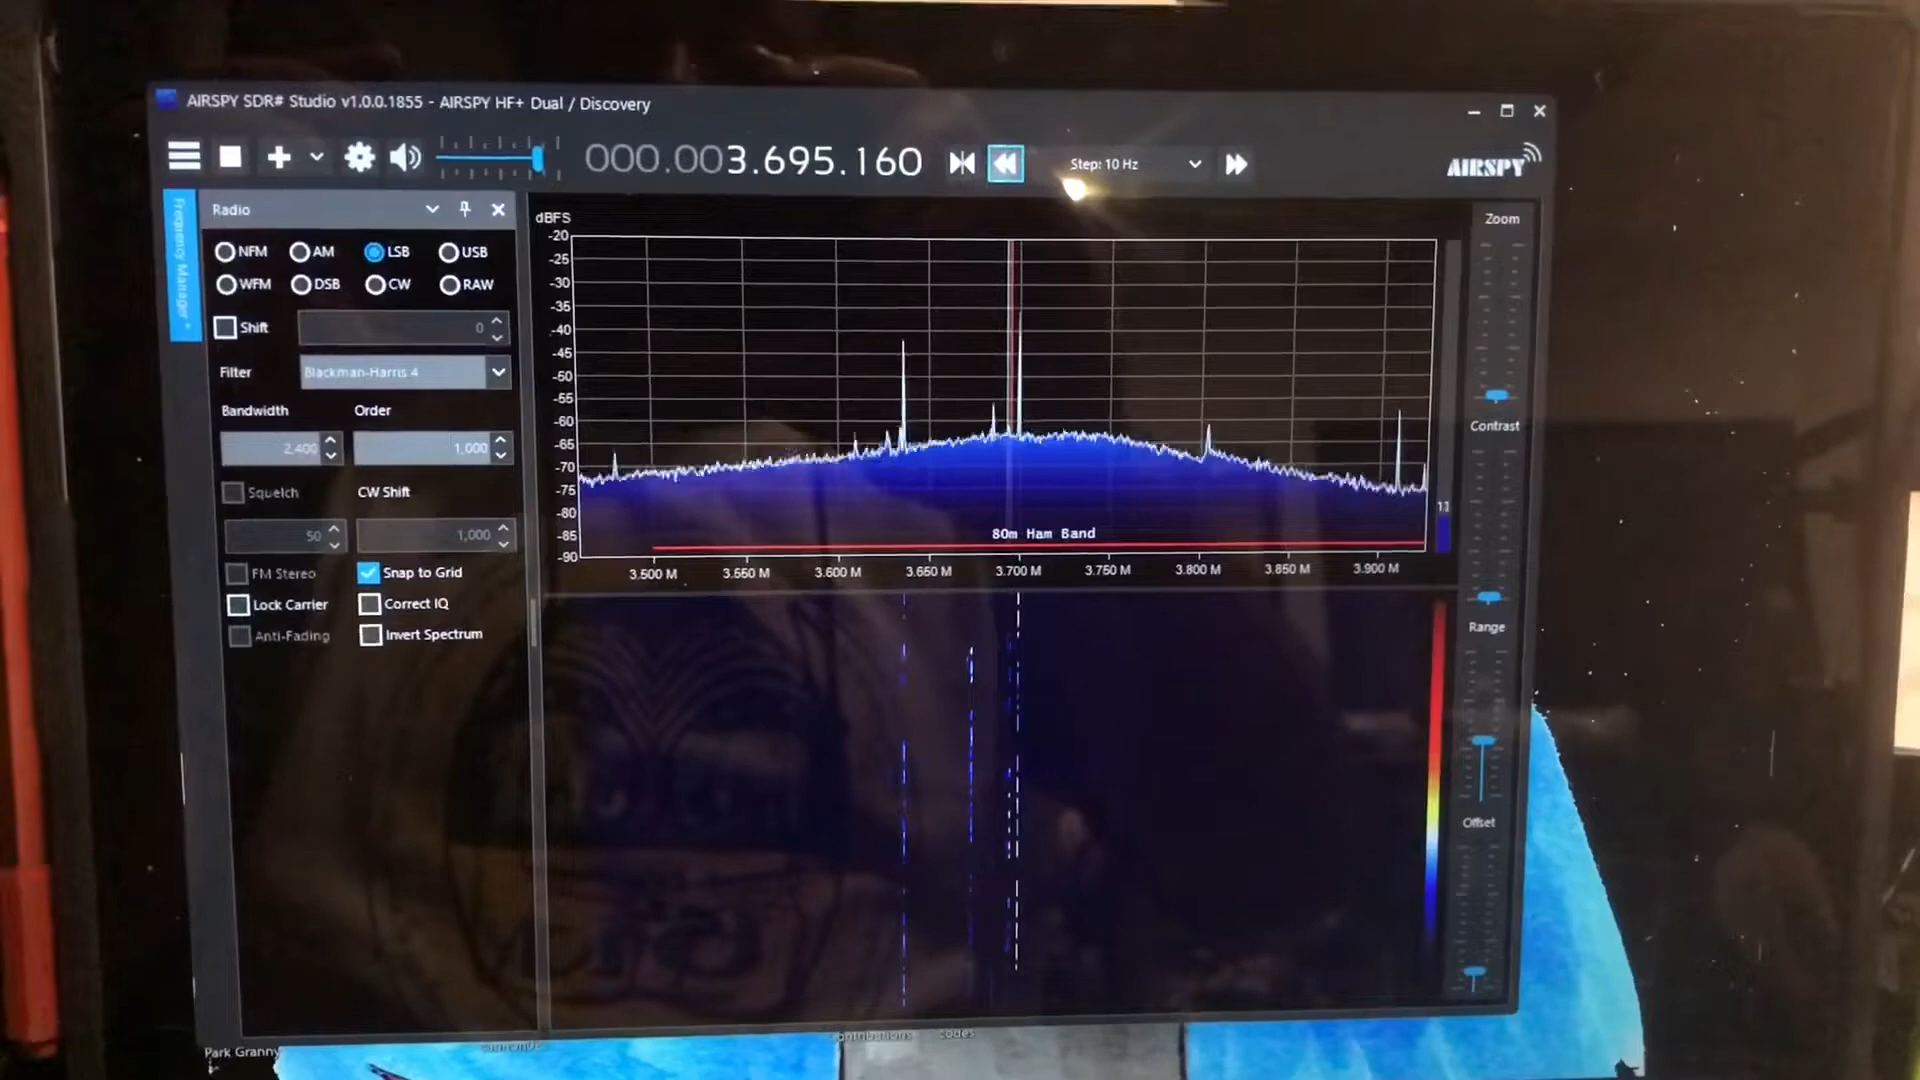 AIRSPY SDR# Studio v1.0.0.1855 - AIRSPY HF+ Dual / Discovery
000.003.695.160
Step: 10 Hz
AIRSPY
Frequency Manager *
Radio
NFM AM LSB USB
WFM DSB CW RAW
Shift 0
Filter Blackman-Harris 4
Bandwidth Order
2,400 1,000
Squelch CW Shift
50 1,000
FM Stereo Snap to Grid
Lock Carrier Correct IQ
Anti-Fading Invert Spectrum
dBFS
-20
-25
-30
-35
-40
-45
-50
-55
-60
-65
-70
-75
-80
-85
-90
80m Ham Band
3.500 M 3.550 M 3.600 M 3.650 M 3.700 M 3.750 M 3.800 M 3.850 M 3.900 M
Zoom
Contrast
Range
Offset
Park Granny
codes